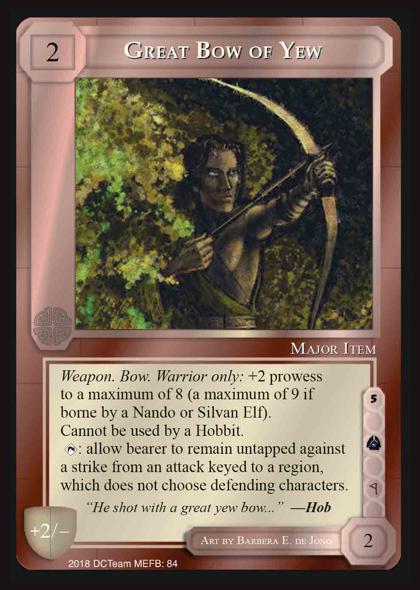 2
Great Bow of Yew
Major Item
Weapon. Bow. Warrior only: +2 prowess
to a maximum of 8 (a maximum of 9 if
borne by a Nando or Silvan Elf).
Cannot be used by a Hobbit.
: allow bearer to remain untapped against
a strike from an attack keyed to a region,
which does not choose defending characters.
“He shot with a great yew bow...” —Hob
5
+2/–
Art by Barbera E. de Jong
2
2018 DCTeam MEFB: 84